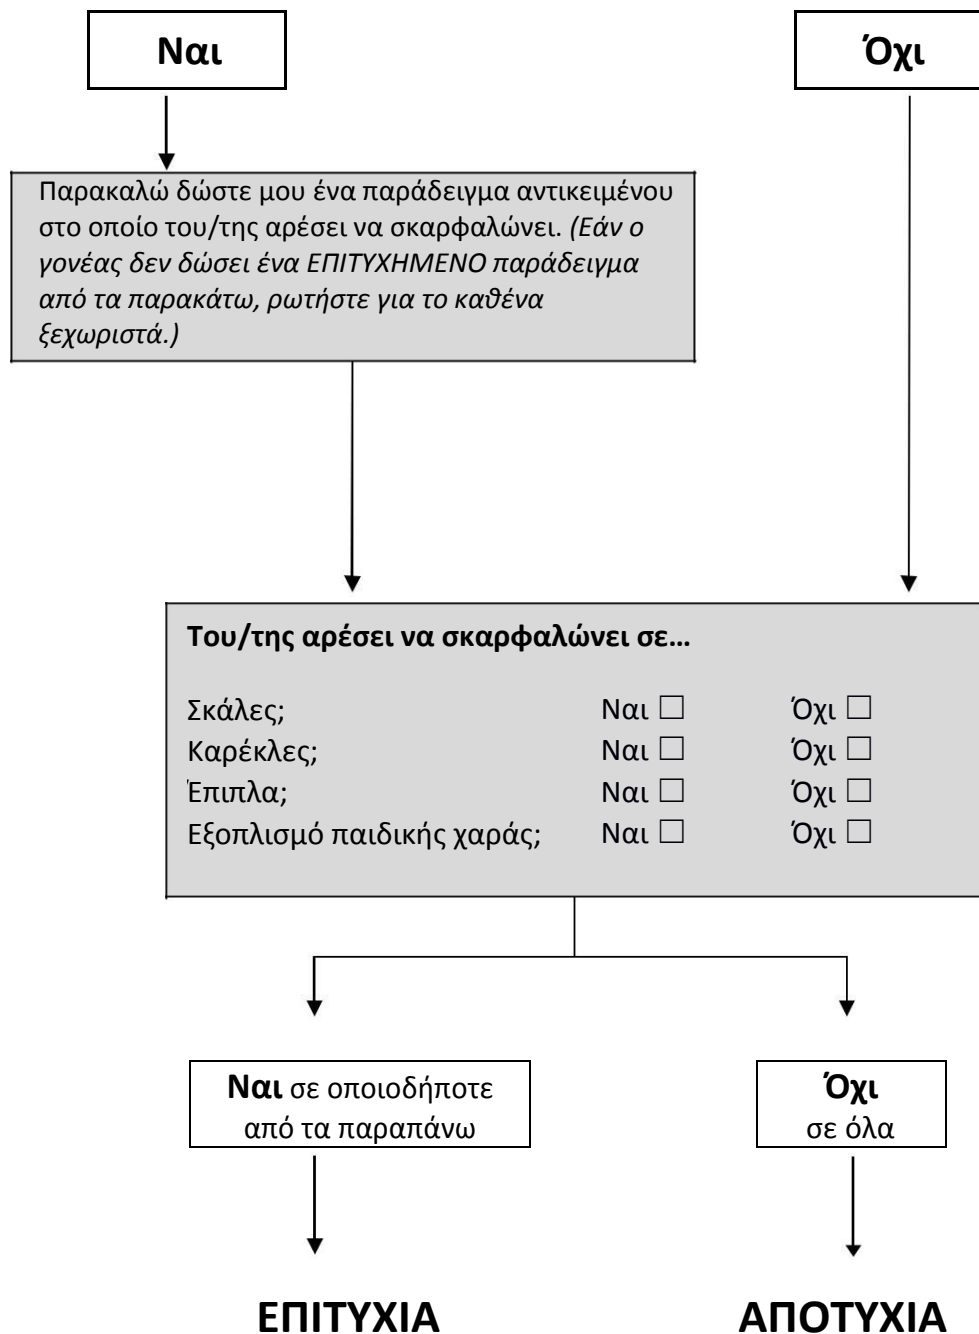 Ναι
Όχι
Παρακαλώ δώστε μου ένα παράδειγμα αντικειμένου
στο οποίο του/της αρέσει να σκαρφαλώνει. (Εάν ο
γονέας δεν δώσει ένα ΕΠΙΤΥΧΗΜΕΝΟ παράδειγμα
από τα παρακάτω, ρωτήστε για το καθένα
ξεχωριστά.)
Του/της αρέσει να σκαρφαλώνει σε…
Σκάλες; Ναι ☐ Όχι ☐
Καρέκλες; Ναι ☐ Όχι ☐
Έπιπλα; Ναι ☐ Όχι ☐
Εξοπλισμό παιδικής χαράς; Ναι ☐ Όχι ☐
Ναι σε οποιοδήποτε
από τα παραπάνω
Όχι
σε όλα
ΕΠΙΤΥΧΙΑ
ΑΠΟΤΥΧΙΑ